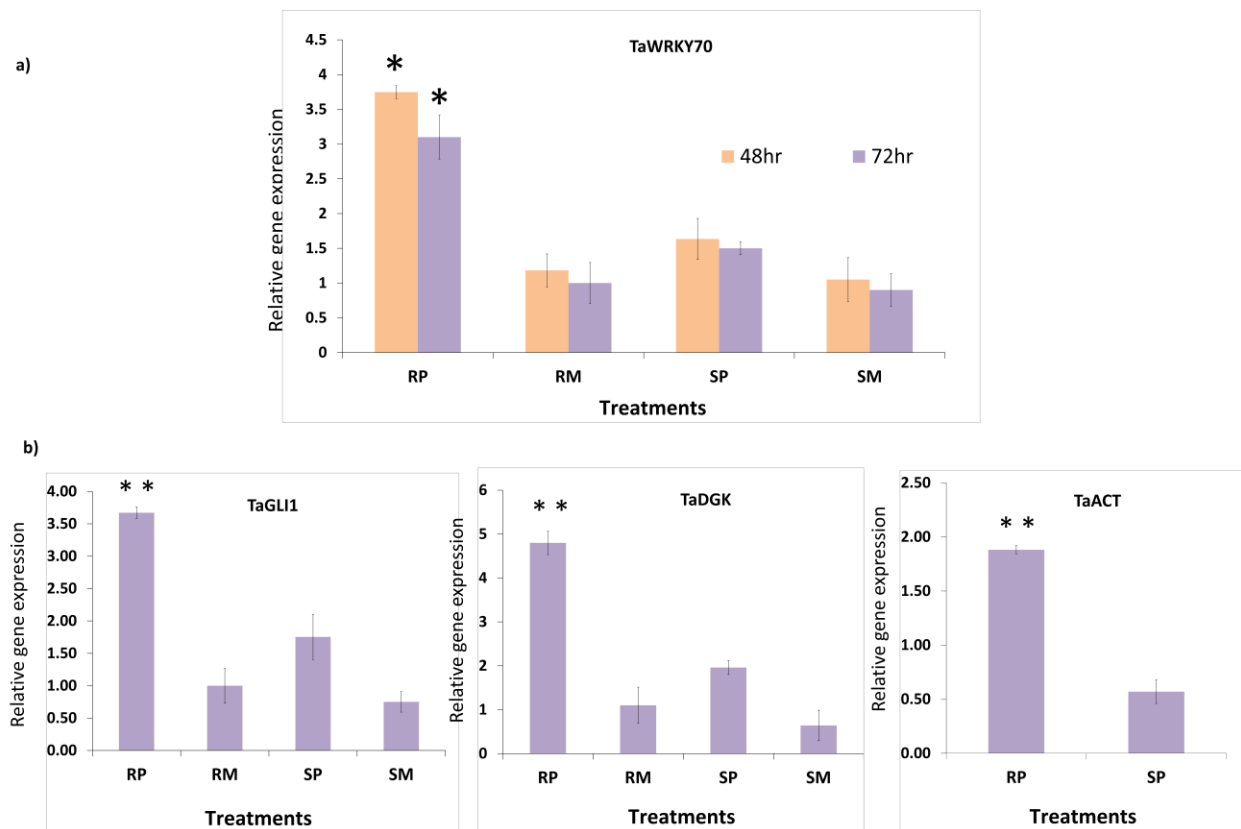 a)
TaWRKY70
Relative gene expression
4.5
4
3.5
3
2.5
2
1.5
1
0.5
0
* *
48hr 72hr
RP RM SP SM
Treatments
b)
TaGLI1
Relative gene expression
4.00
3.50
3.00
2.50
2.00
1.50
1.00
0.50
0.00
* *
RP RM SP SM
Treatments
TaDGK
Relative gene expression
6
5
4
3
2
1
0
* *
RP RM SP SM
Treatments
TaACT
Relative gene expression
2.50
2.00
1.50
1.00
0.50
0.00
* *
RP SP
Treatments